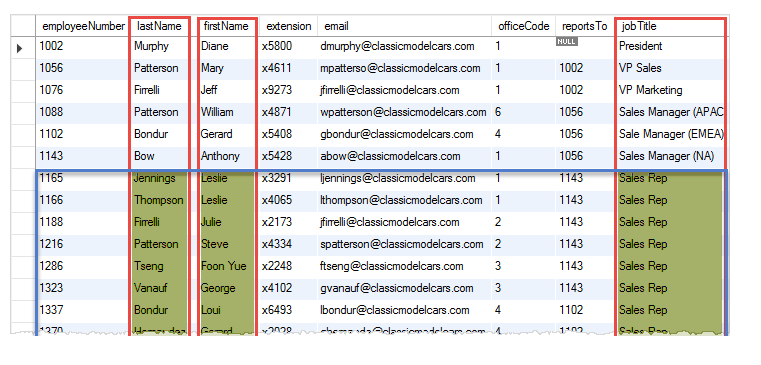 employeeNumber lastName firstName extension email officeCode reportsTo jobTitle
1002 Murphy Diane x5800 dmurphy@classicmodelcars.com 1 NULL President
1056 Patterson Mary x4611 mpatterso@classicmodelcars.com 1 1002 VP Sales
1076 Firrelli Jeff x9273 jfirrelli@classicmodelcars.com 1 1002 VP Marketing
1088 Patterson William x4871 wpatterson@classicmodelcars.com 6 1056 Sales Manager (APAC
1102 Bondur Gerard x5408 gbondur@classicmodelcars.com 4 1056 Sale Manager (EMEA)
1143 Bow Anthony x5428 abow@classicmodelcars.com 1 1056 Sales Manager (NA)
1165 Jennings Leslie x3291 ljennings@classicmodelcars.com 1 1143 Sales Rep
1166 Thompson Leslie x4065 lthompson@classicmodelcars.com 1 1143 Sales Rep
1188 Firrelli Julie x2173 jfirrelli@classicmodelcars.com 2 1143 Sales Rep
1216 Patterson Steve x4334 spatterson@classicmodelcars.com 2 1143 Sales Rep
1286 Tseng Foon Yue x2248 ftseng@classicmodelcars.com 3 1143 Sales Rep
1323 Vanauf George x4102 gvanauf@classicmodelcars.com 3 1143 Sales Rep
1337 Bondur Loui x6493 lbondur@classicmodelcars.com 4 1102 Sales Rep
1370 Gerard x2028 4 1102 Sales Rep